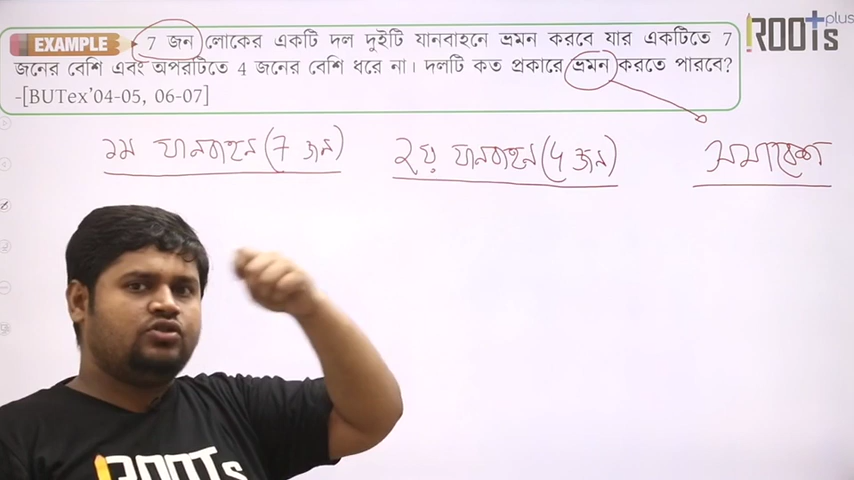 EXAMPLE 7 জন লোকের একটি দল দুইটি যানবাহনে ভ্রমন করবে যার একটিতে 7
জনের বেশি এবং অপরটিতে 4 জনের বেশি ধরে না। দলটি কত প্রকারে ভ্রমন করতে পারবে?
-[BUTex'04-05, 06-07]
ROOTs plus
১ম যানবাহন (7 জন)
২য় যানবাহন (4 জন)
সমাবেশ
ROOTs